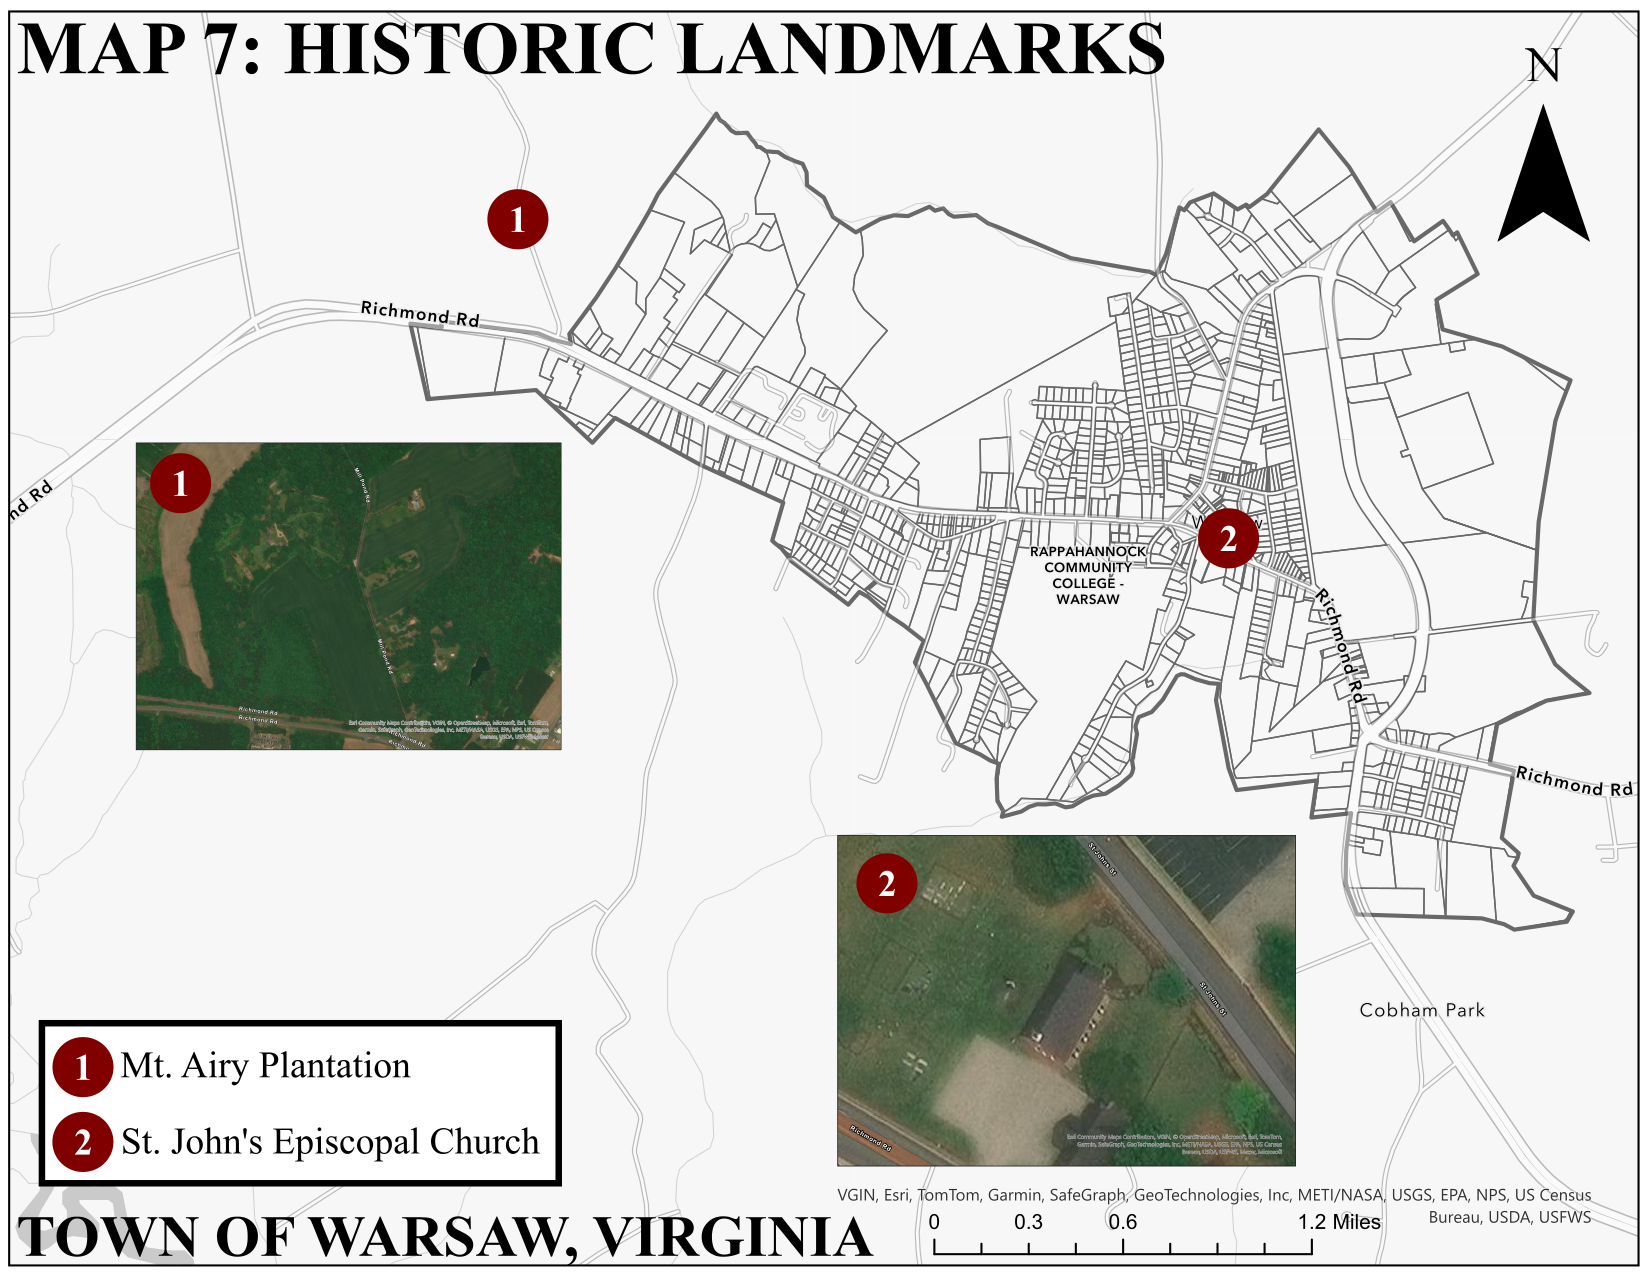 MAP 7: HISTORIC LANDMARKS
N
1
Richmond Rd
1
Mill Pond Rd
Mill Pond Rd
Richmond Rd
Richmond Rd
Richmond Rd
Esri Community Maps Contributors, VGIN, © OpenStreetMap, Microsoft, Esri, TomTom,
Garmin, SafeGraph, GeoTechnologies, Inc, METI/NASA, USGS, EPA, NPS, US Census
nd Rd
2
RAPPAHANNOCK
COMMUNITY
COLLEGE -
WARSAW
Richmond Rd
Richmond Rd
2
St Johns St
St Johns St
Richmond Rd
Esri Community Maps Contributors, VGIN, © OpenStreetMap, Microsoft, Esri, TomTom,
Garmin, SafeGraph, GeoTechnologies, Inc, METI/NASA, USGS, EPA, NPS, US Census
Bureau, USDA, USFWS, Maxar, Microsoft
Cobham Park
1 Mt. Airy Plantation
2 St. John's Episcopal Church
VGIN, Esri, TomTom, Garmin, SafeGraph, GeoTechnologies, Inc, METI/NASA, USGS, EPA, NPS, US Census
Bureau, USDA, USFWS
0 0.3 0.6 1.2 Miles
TOWN OF WARSAW, VIRGINIA